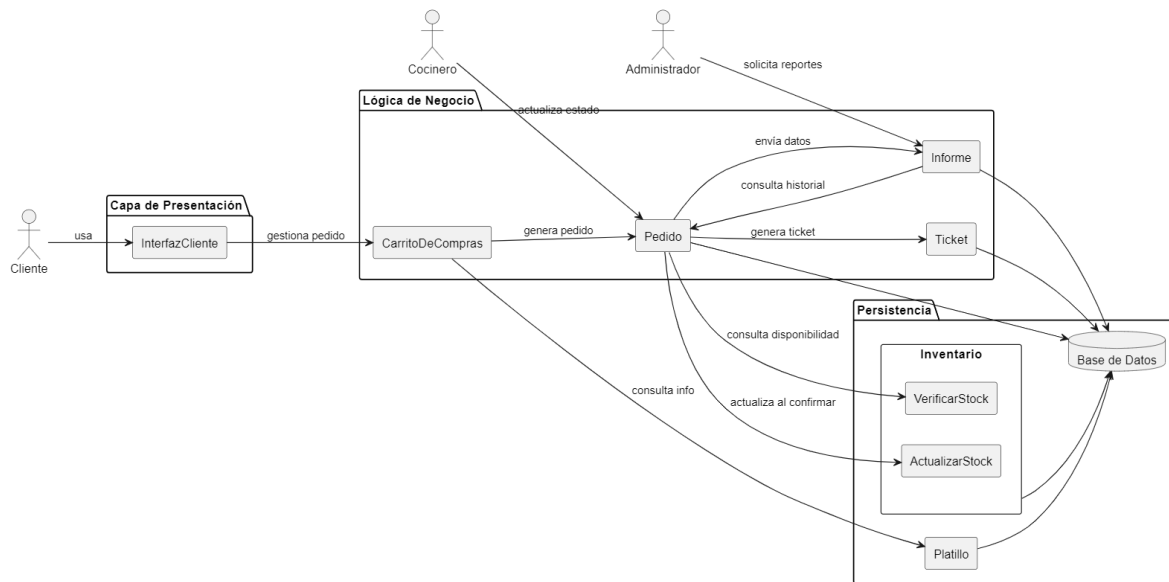 Cocinero
Administrador
solicita reportes
Lógica de Negocio
actualiza estado
envía datos
Informe
consulta historial
Capa de Presentación
usa
InterfazCliente
gestiona pedido
CarritoDeCompras
genera pedido
Pedido
genera ticket
Ticket
Cliente
Persistencia
consulta disponibilidad
Inventario
Base de Datos
VerificarStock
consulta info
actualiza al confirmar
ActualizarStock
Platillo